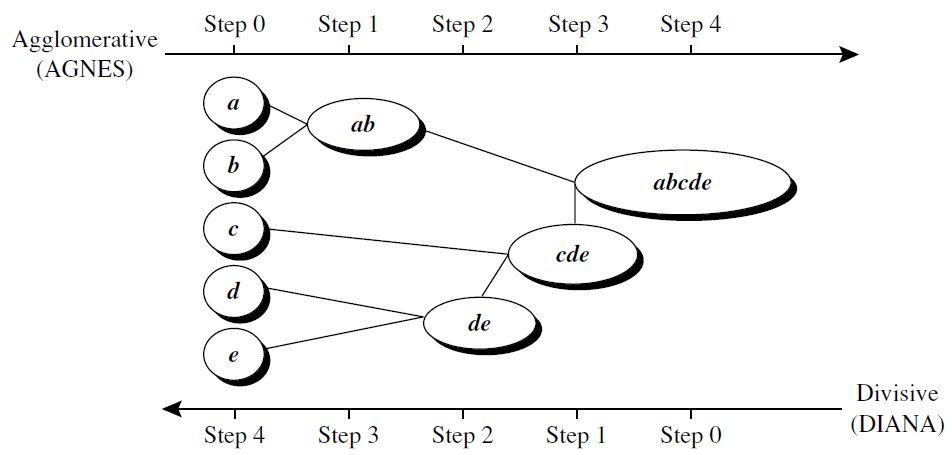 Step 0 Step 1 Step 2 Step 3 Step 4
Agglomerative
(AGNES)
a
ab
b
abcde
c
cde
d
de
e
Divisive
(DIANA)
Step 4 Step 3 Step 2 Step 1 Step 0